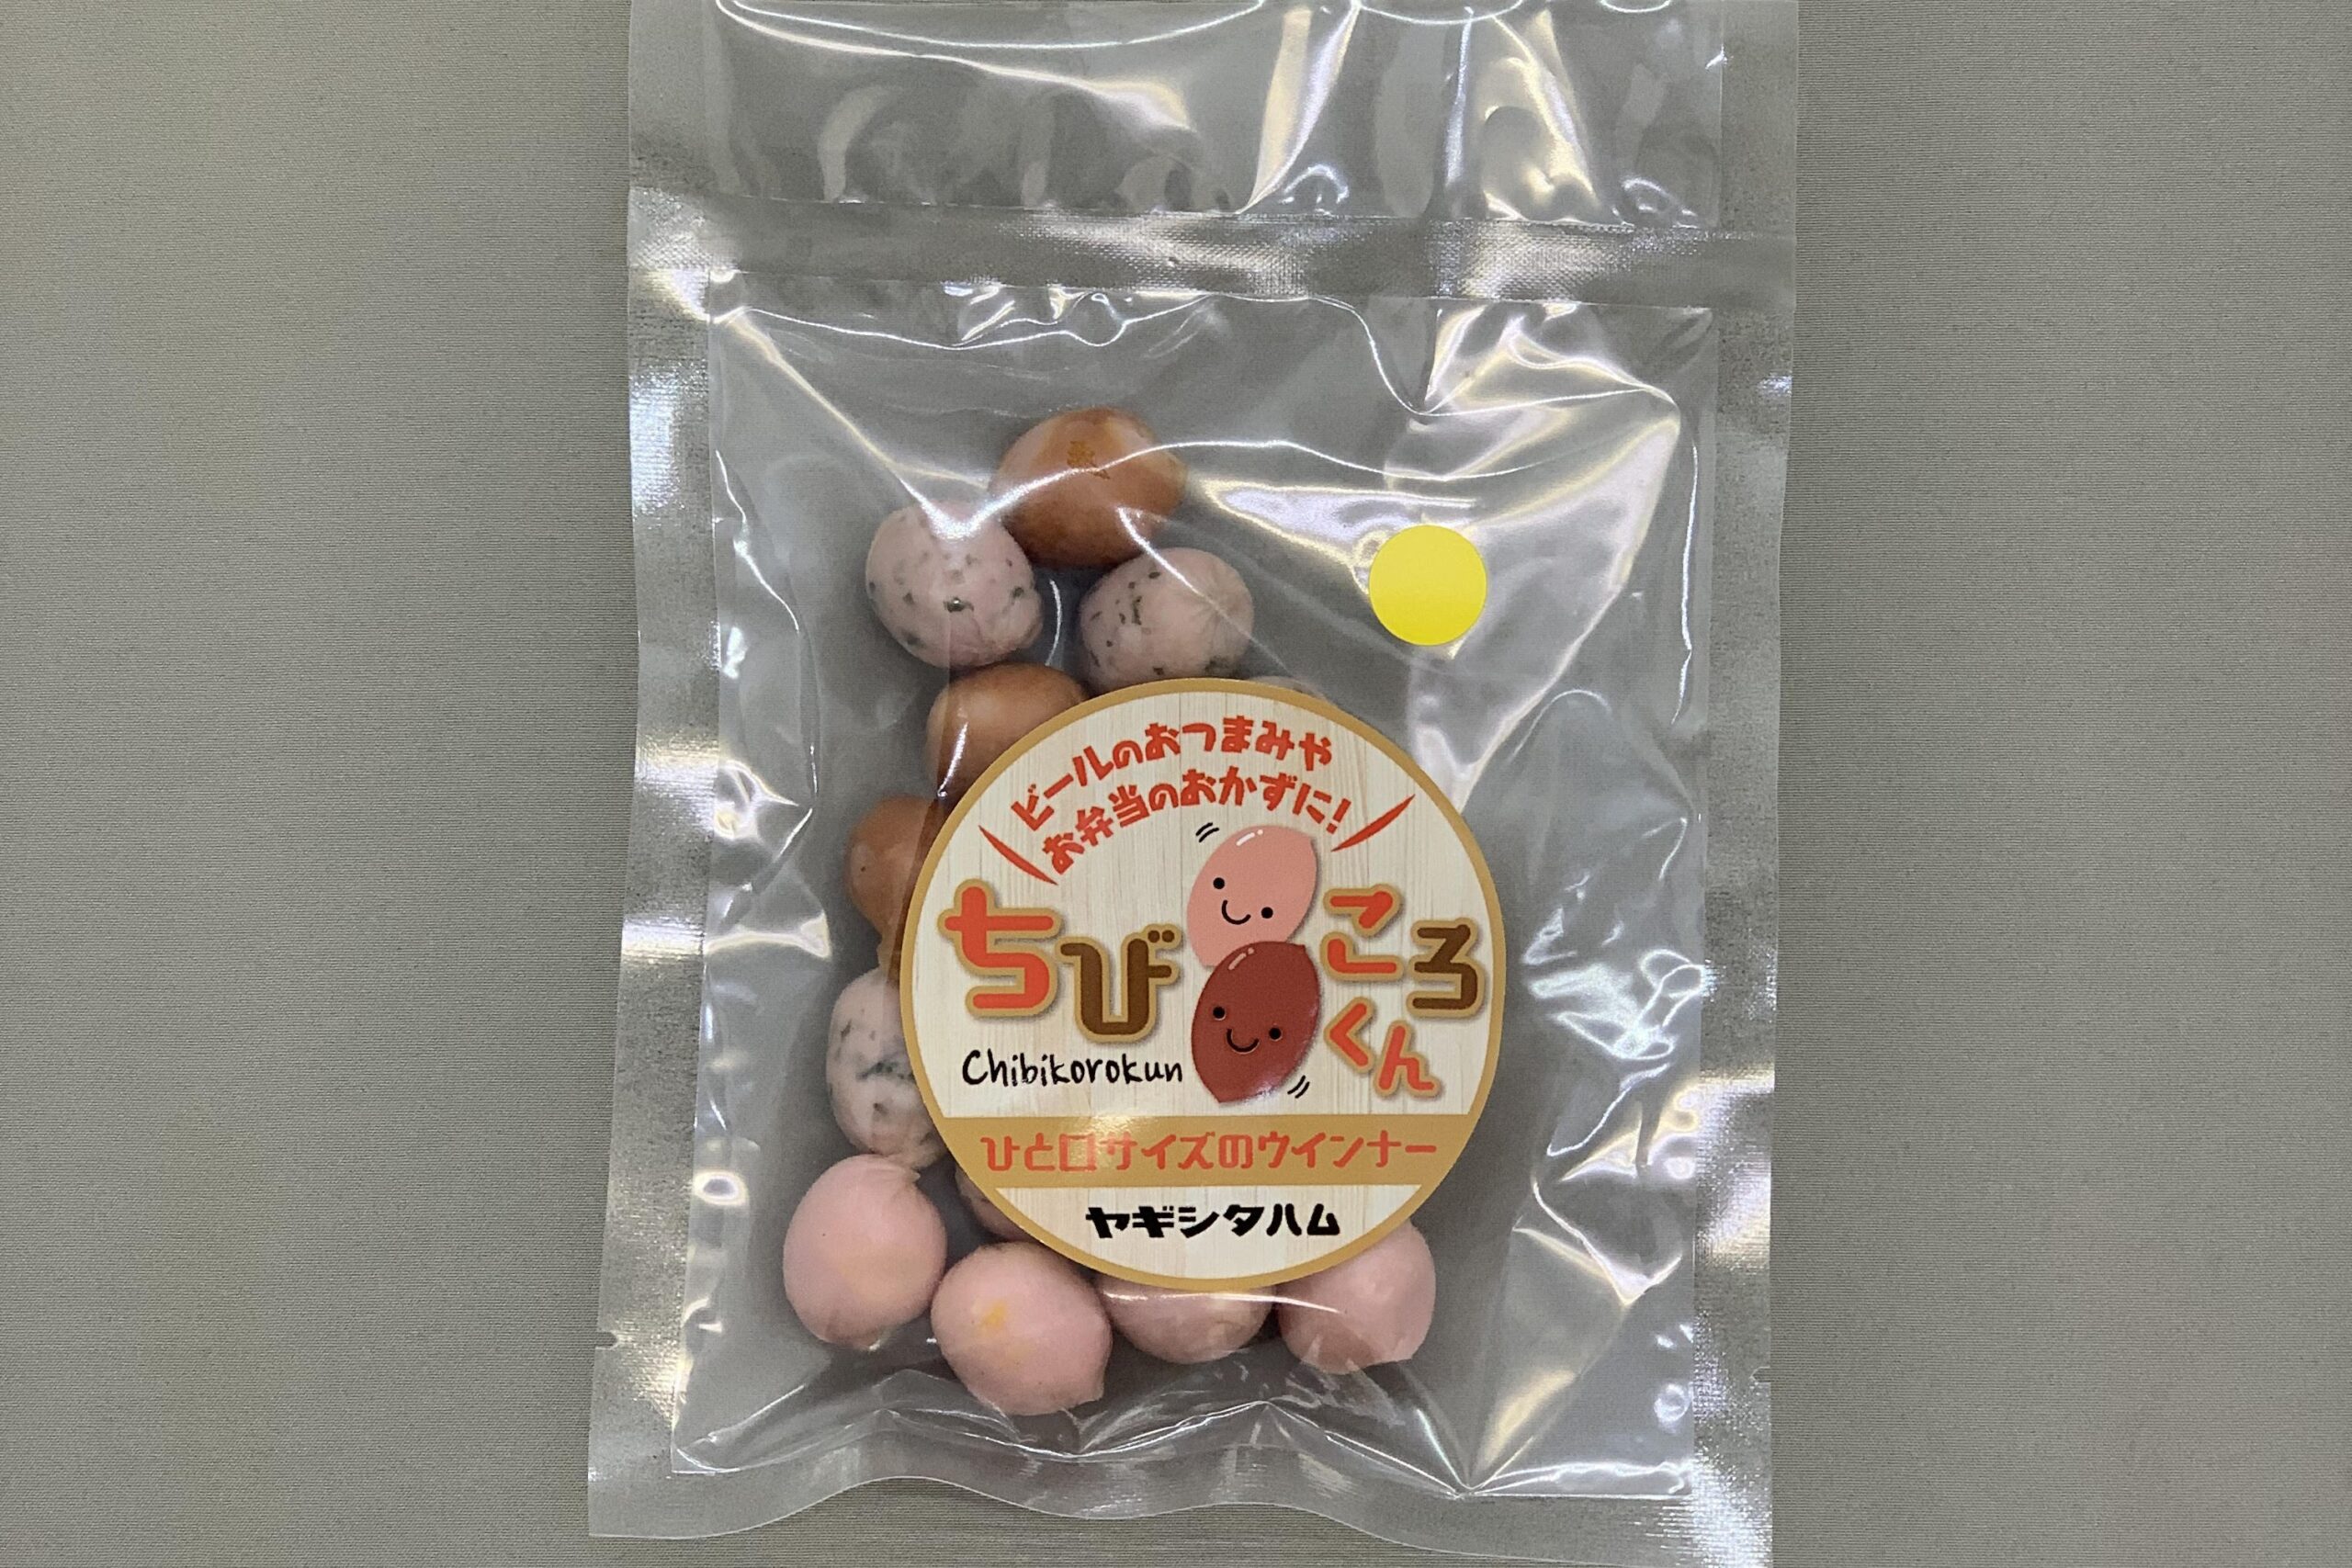 ビールのおつまみや
お弁当のおかずに!
ちびころくん
Chibikorokun
ひと口サイズのウインナー
ヤギシタハム